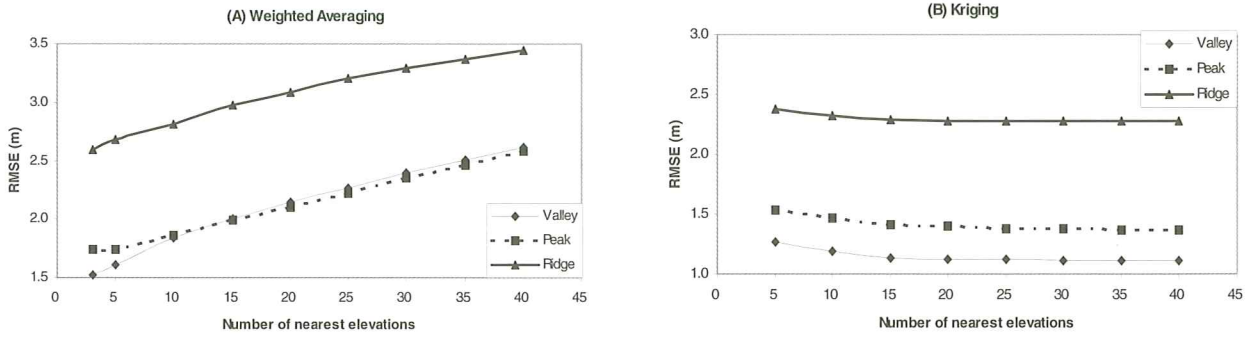 (A) Weighted Averaging
3.5
3.0
2.5
2.0
1.5
RMSE (m)
0 5 10 15 20 25 30 35 40 45
Number of nearest elevations
Valley
Peak
Ridge
(B) Kriging
3.0
2.5
2.0
1.5
1.0
RMSE (m)
0 5 10 15 20 25 30 35 40 45
Number of nearest elevations
Valley
Peak
Ridge